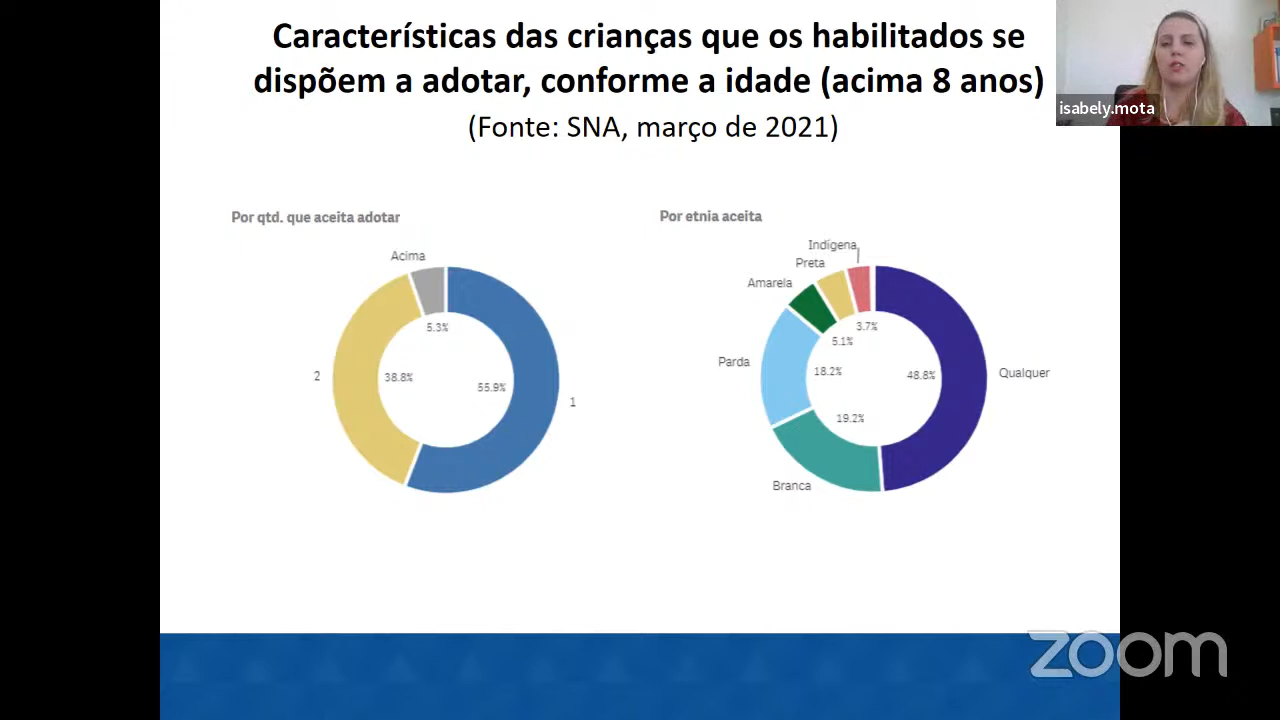 Características das crianças que os habilitados se
dispõem a adotar, conforme a idade (acima 8 anos)
(Fonte: SNA, março de 2021)
isabely.mota
Por qtd. que aceita adotar
Acima
5.3%
2
38.8%
55.9%
1
Por etnia aceita
Indígena
Preta
Amarela
3.7%
5.1%
Parda
18.2%
48.8%
Qualquer
19.2%
Branca
zoom